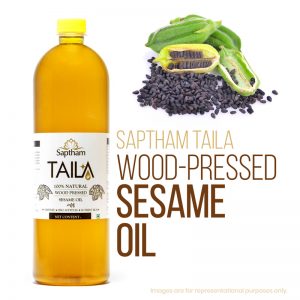 Saptham
TAILA
100% NATURAL
WOOD-PRESSED
SESAME OIL
NET CONTENT:
SAPTHAM TAILA
WOOD-PRESSED
SESAME
OIL
Images are for representational purposes only